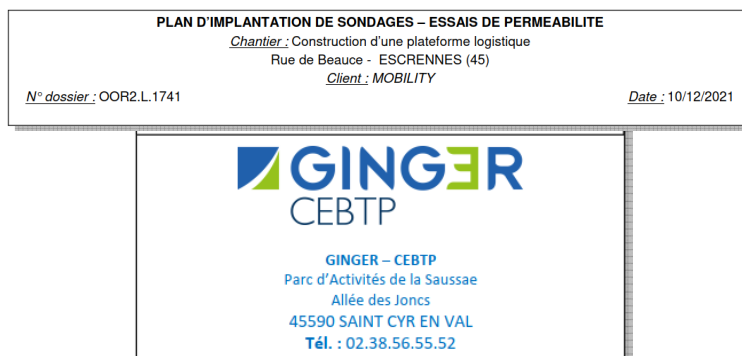 PLAN D'IMPLANTATION DE SONDAGES – ESSAIS DE PERMEABILITE
Chantier : Construction d'une plateforme logistique
Rue de Beauce - ESCRENNES (45)
Client : MOBILITY
N° dossier : OOR2.L.1741 Date : 10/12/2021
GINGER
CEBTP
GINGER – CEBTP
Parc d'Activités de la Saussae
Allée des Joncs
45590 SAINT CYR EN VAL
Tél. : 02.38.56.55.52